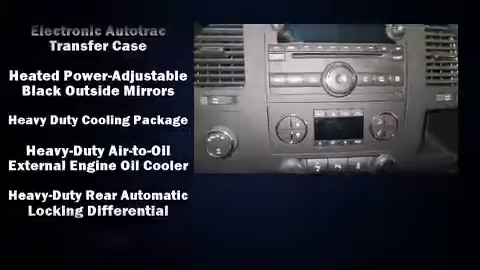 Electronic Autotrac
Transfer Case
Heated Power-Adjustable
Black Outside Mirrors
Heavy Duty Cooling Package
Heavy-Duty Air-to-Oil
External Engine Oil Cooler
Heavy-Duty Rear Automatic
Locking Differential